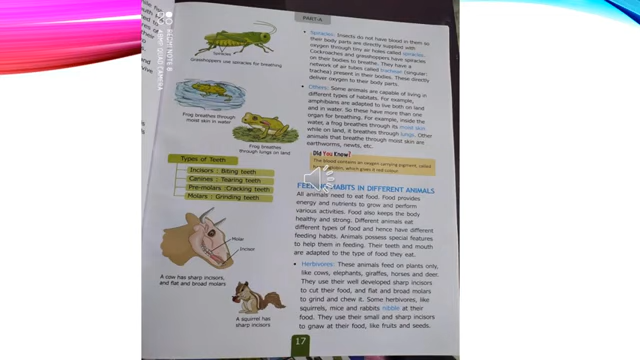 PART-A
Spiracles
Grasshoppers use spiracles for breathing
Frog breathes through
moist skin in water
Frog breathes
through lungs on land
Types of Teeth
Incisors : Biting teeth
Canines : Tearing teeth
Pre-molars : Cracking teeth
Molars : Grinding teeth
Molar
Incisor
A cow has sharp incisors,
and flat and broad molars
A squirrel has
sharp incisors
• Spiracles: Insects do not have blood in them so
their body parts are directly supplied with
oxygen through tiny air holes called spiracles.
Cockroaches and grasshoppers have spiracles
on their bodies to breathe. They have a
network of air tubes called tracheae (singular:
trachea) present in their bodies. These directly
deliver oxygen to their body parts.
• Others: Some animals are capable of living in
different types of habitats. For example,
amphibians are adapted to live both on land
and in water. So these have more than one
organ for breathing. For example, inside the
water, a frog breathes through its moist skin
while on land, it breathes through lungs. Other
animals that breathe through moist skin are
earthworms, newts, etc.
Did You Know?
The blood contains an oxygen carrying pigment, called
which gives it red colour.
HABITS IN DIFFERENT ANIMALS
All animals need to eat food. Food provides
energy and nutrients to grow and perform
various activities. Food also keeps the body
healthy and strong. Different animals eat
different types of food and hence have different
feeding habits. Animals possess special features
to help them in feeding. Their teeth and mouth
are adapted to the type of food they eat.
• Herbivores: These animals feed on plants only,
like cows, elephants, giraffes, horses and deer.
They use their well developed sharp incisors
to cut their food, and flat and broad molars
to grind and chew it. Some herbivores, like
squirrels, mice and rabbits nibble at their
food. They use their small and sharp incisors
to gnaw at their food, like fruits and seeds.
17